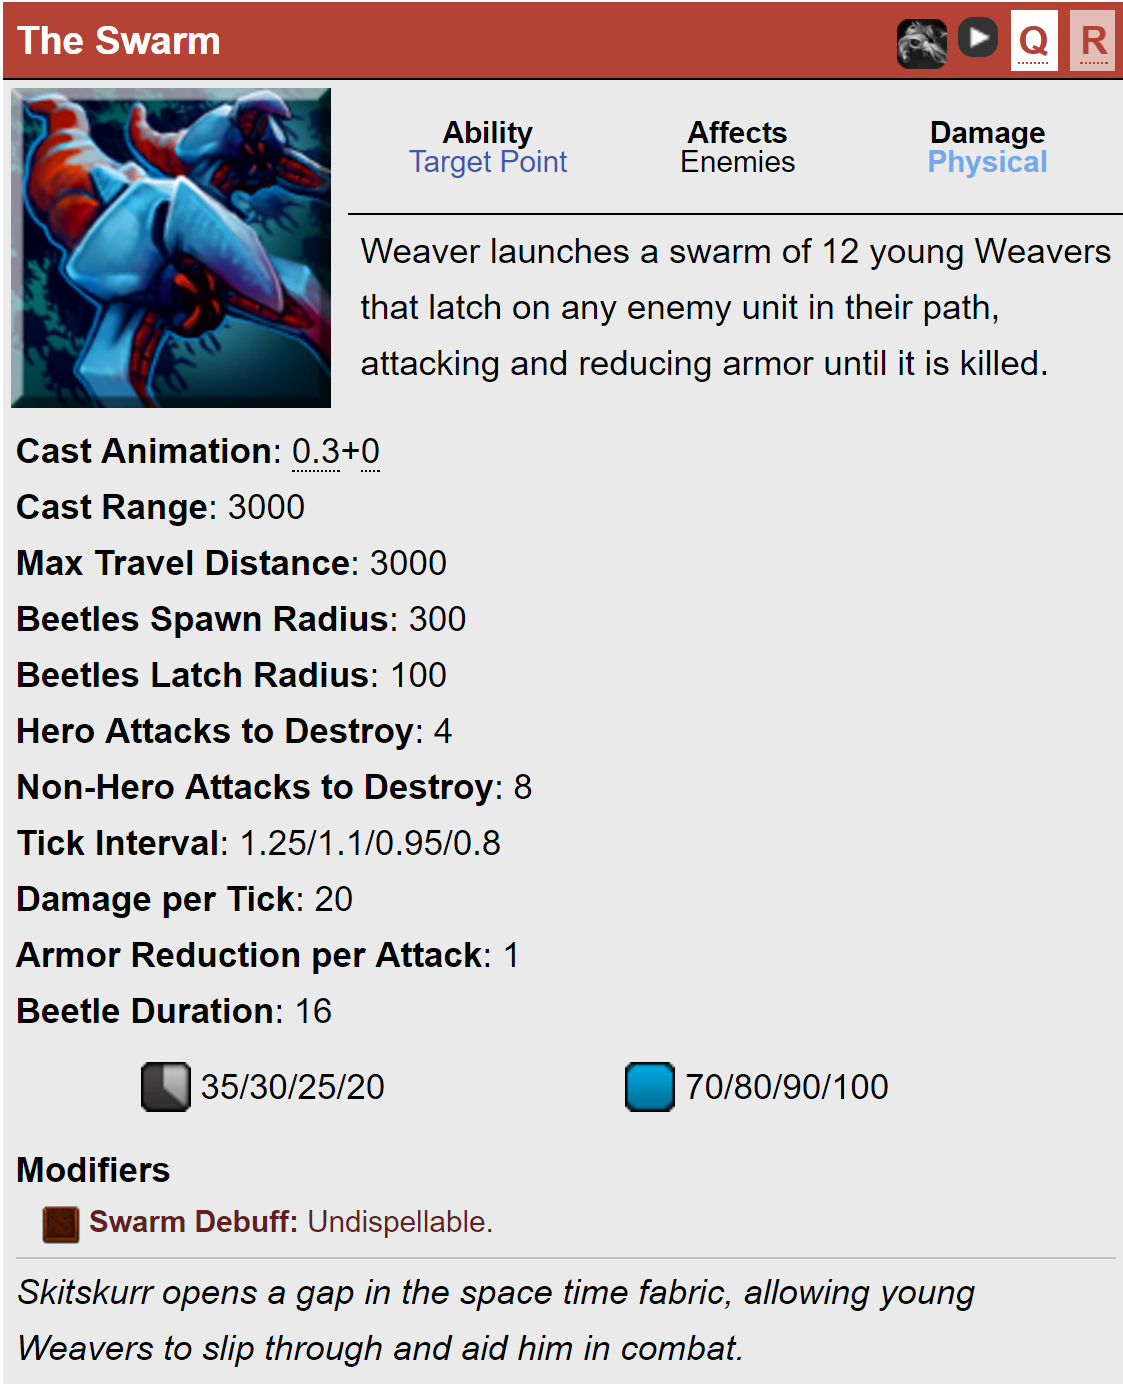 The Swarm
Q
R
Ability
Target Point
Affects
Enemies
Damage
Physical
Weaver launches a swarm of 12 young Weavers
that latch on any enemy unit in their path,
attacking and reducing armor until it is killed.
Cast Animation: 0.3+0
Cast Range: 3000
Max Travel Distance: 3000
Beetles Spawn Radius: 300
Beetles Latch Radius: 100
Hero Attacks to Destroy: 4
Non-Hero Attacks to Destroy: 8
Tick Interval: 1.25/1.1/0.95/0.8
Damage per Tick: 20
Armor Reduction per Attack: 1
Beetle Duration: 16
35/30/25/20
70/80/90/100
Modifiers
Swarm Debuff: Undispellable.
Skitskurr opens a gap in the space time fabric, allowing young
Weavers to slip through and aid him in combat.